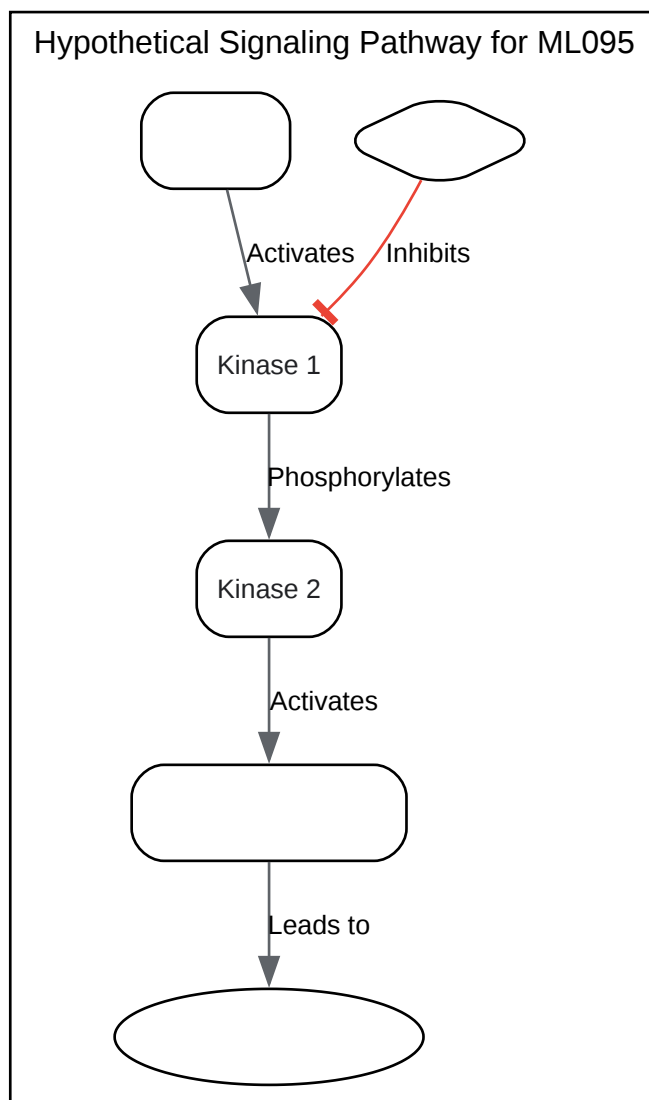 Hypothetical Signaling Pathway for ML095
Activates
Inhibits
Kinase 1
Phosphorylates
Kinase 2
Activates
Leads to